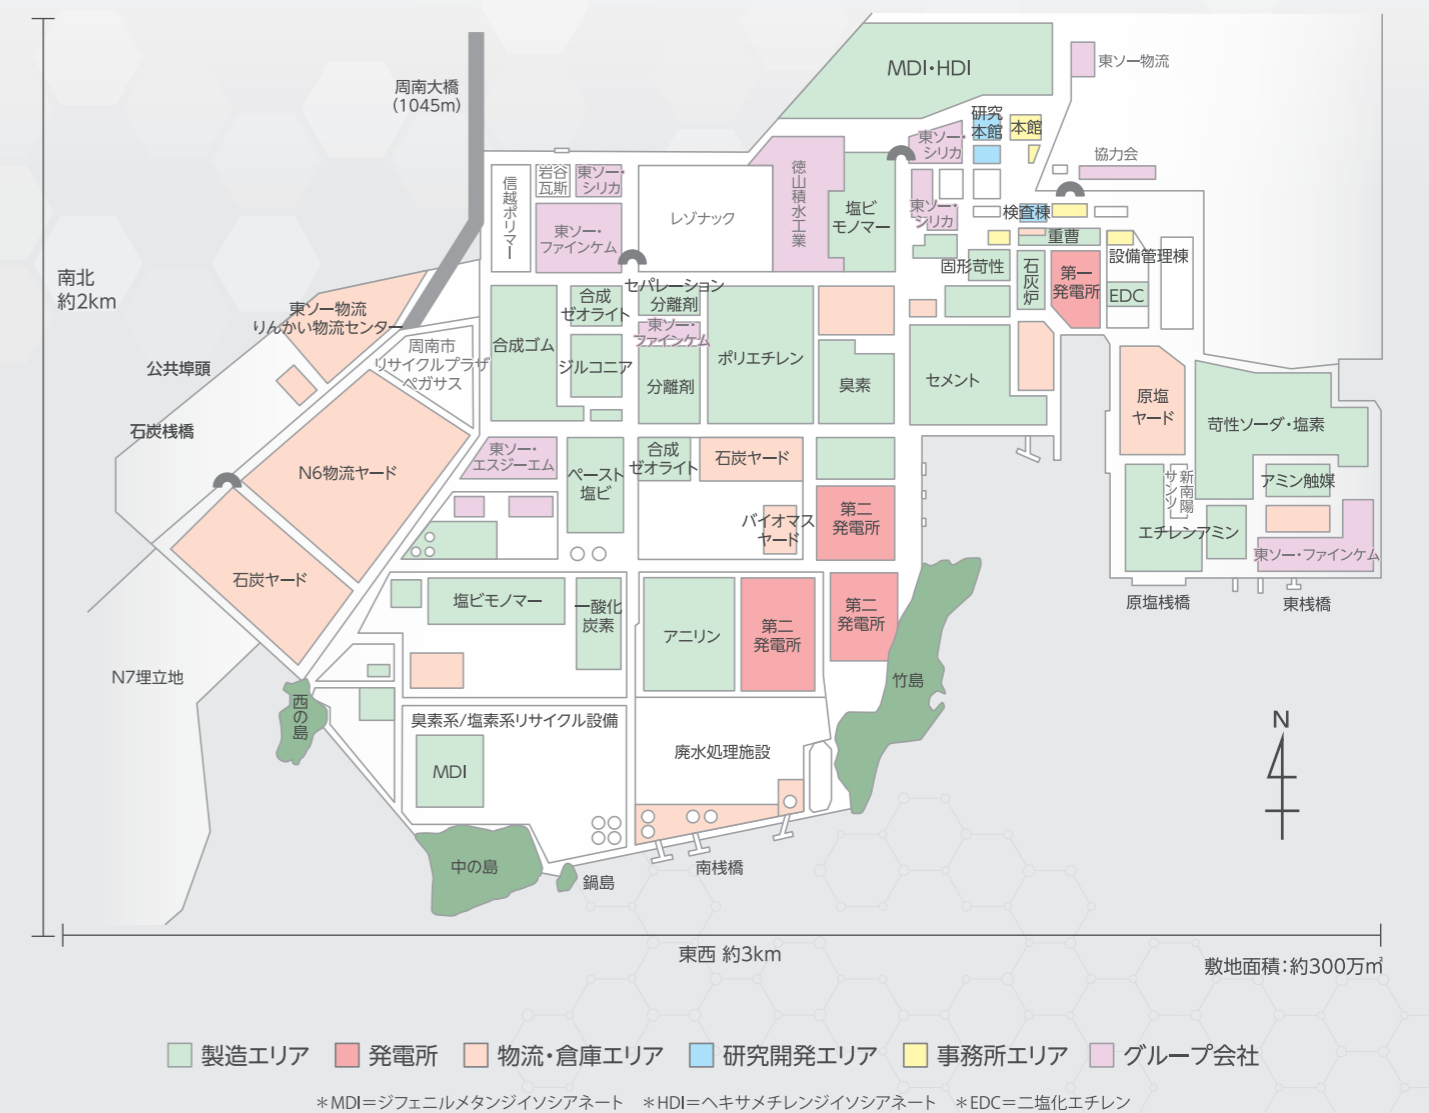 周南大橋
(1045m)
南北
約2km
MDI・HDI
東ソー物流
研究
本館
本館
東ソー・
シリカ
協力会
信越ポリマー
岩谷
瓦斯
東ソー・
シリカ
東ソー・
ファインケム
レゾナック
徳山積水工業
塩ビ
モノマー
東ソー・
シリカ
検査棟
重曹
設備管理棟
固形苛性
石灰炉
第一
発電所
EDC
東ソー物流
りんかい物流センター
周南市
リサイクルプラザ
ペガサス
公共埠頭
石炭桟橋
合成ゴム
合成
ゼオライト
ジルコニア
セパレーション
分離剤
東ソー・
ファインケム
分離剤
ポリエチレン
臭素
セメント
原塩
ヤード
苛性ソーダ・塩素
新南陽
サンソ
アミン触媒
エチレンアミン
東ソー・ファインケム
原塩桟橋
東桟橋
N6物流ヤード
東ソー・
エスジーエム
ペースト
塩ビ
合成
ゼオライト
石炭ヤード
バイオマス
ヤード
第二
発電所
石炭ヤード
塩ビモノマー
一酸化
炭素
アニリン
第二
発電所
第二
発電所
竹島
N7埋立地
西の島
臭素系/塩素系リサイクル設備
MDI
廃水処理施設
中の島
鍋島
南桟橋
N
東西 約3km
敷地面積：約300万㎡
製造エリア
発電所
物流・倉庫エリア
研究開発エリア
事務所エリア
グループ会社
＊MDI＝ジフェニルメタンジイソシアネート ＊HDI＝ヘキサメチレンジイソシアネート ＊EDC＝二塩化エチレン